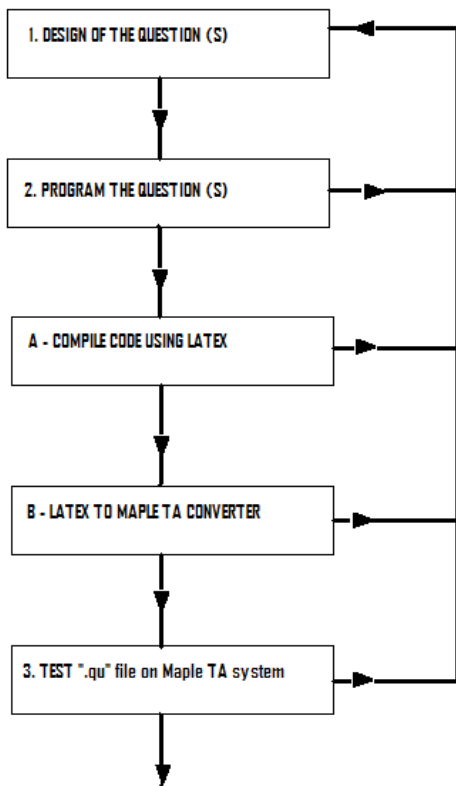 1. DESIGN OF THE QUESTION (S)
2. PROGRAM THE QUESTION (S)
A - COMPILE CODE USING LATEX
B - LATEX TO MAPLE TA CONVERTER
3. TEST ".qu" file on Maple TA system